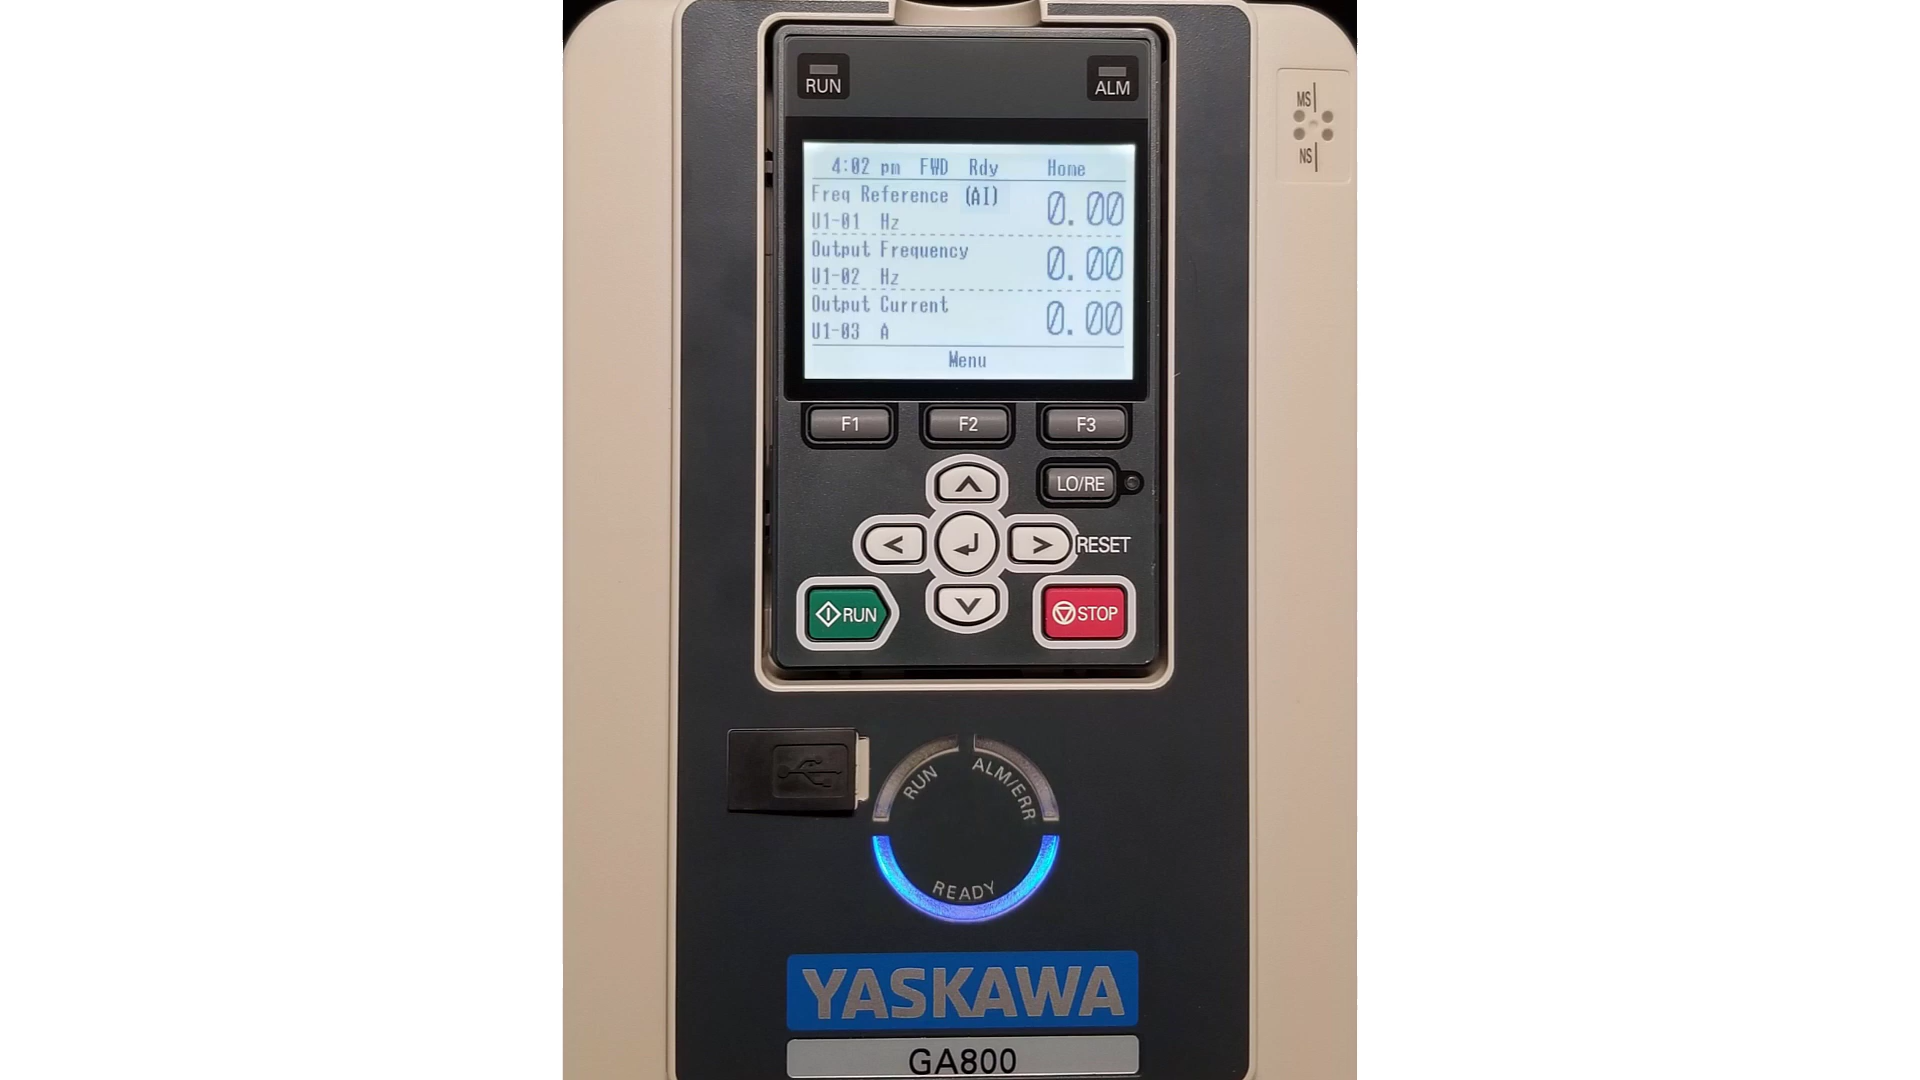 RUN
ALM
MS
NS
4:02 pm FWD Rdy Home
Freq Reference (AI) 0.00
U1-01 Hz
Output Frequency 0.00
U1-02 Hz
Output Current 0.00
U1-03 A
Menu
F1 F2 F3
LO/RE
RESET
RUN
STOP
RUN ALM/ERR
READY
YASKAWA
GA800